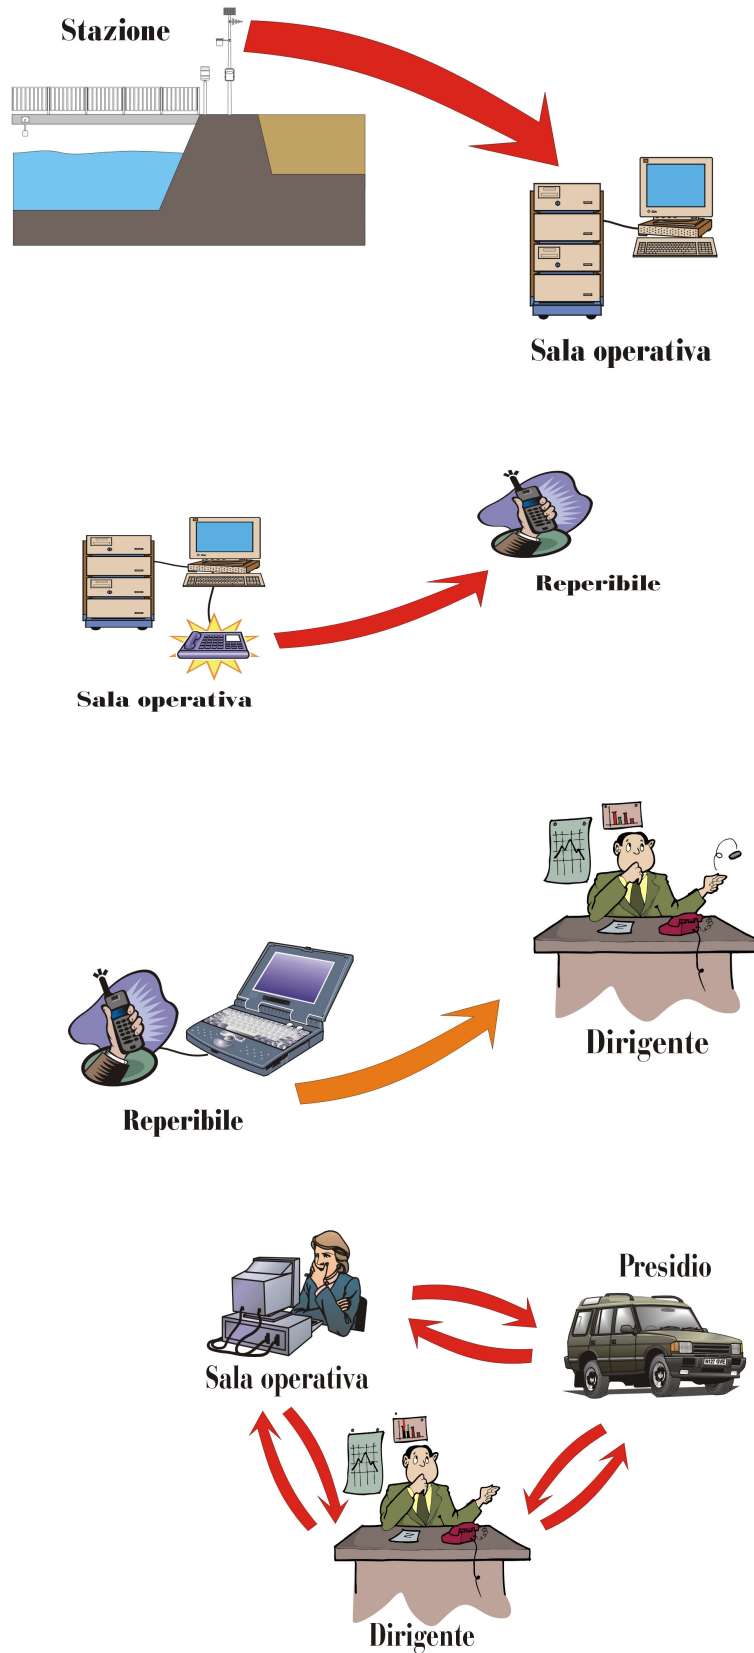 Stazione
Sala operativa
Reperibile
Sala operativa
Dirigente
Reperibile
Presidio
Sala operativa
Dirigente